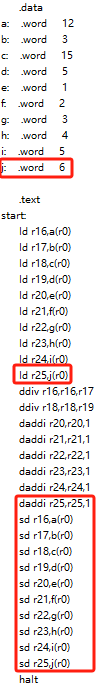 .data
a: .word 12
b: .word 3
c: .word 15
d: .word 5
e: .word 1
f: .word 2
g: .word 3
h: .word 4
i: .word 5
j: .word 6
.text
start:
ld r16,a(r0)
ld r17,b(r0)
ld r18,c(r0)
ld r19,d(r0)
ld r20,e(r0)
ld r21,f(r0)
ld r22,g(r0)
ld r23,h(r0)
ld r24,i(r0)
ld r25,j(r0)
ddiv r16,r16,r17
ddiv r18,r18,r19
daddi r20,r20,1
daddi r21,r21,1
daddi r22,r22,1
daddi r23,r23,1
daddi r24,r24,1
daddi r25,r25,1
sd r16,a(r0)
sd r17,b(r0)
sd r18,c(r0)
sd r19,d(r0)
sd r20,e(r0)
sd r21,f(r0)
sd r22,g(r0)
sd r23,h(r0)
sd r24,i(r0)
sd r25,j(r0)
halt